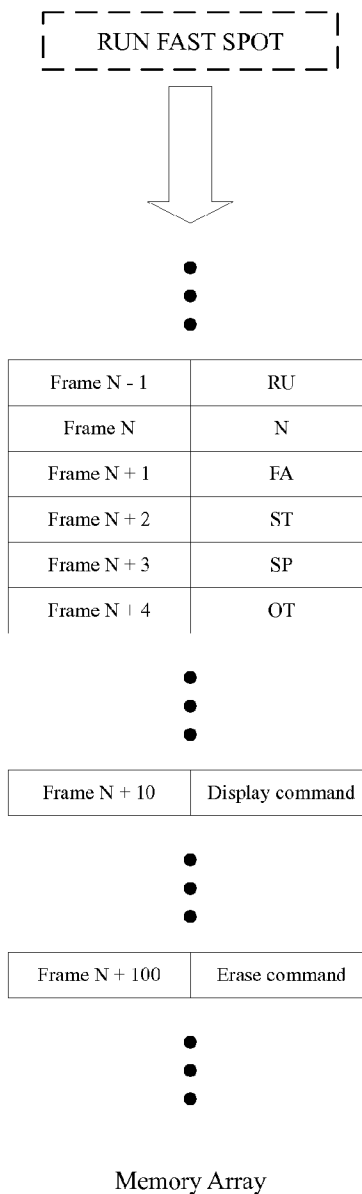 RUN FAST SPOT
Frame N - 1 RU
Frame N N
Frame N + 1 FA
Frame N + 2 ST
Frame N + 3 SP
Frame N + 4 OT
Frame N + 10 Display command
Frame N + 100 Erase command
Memory Array